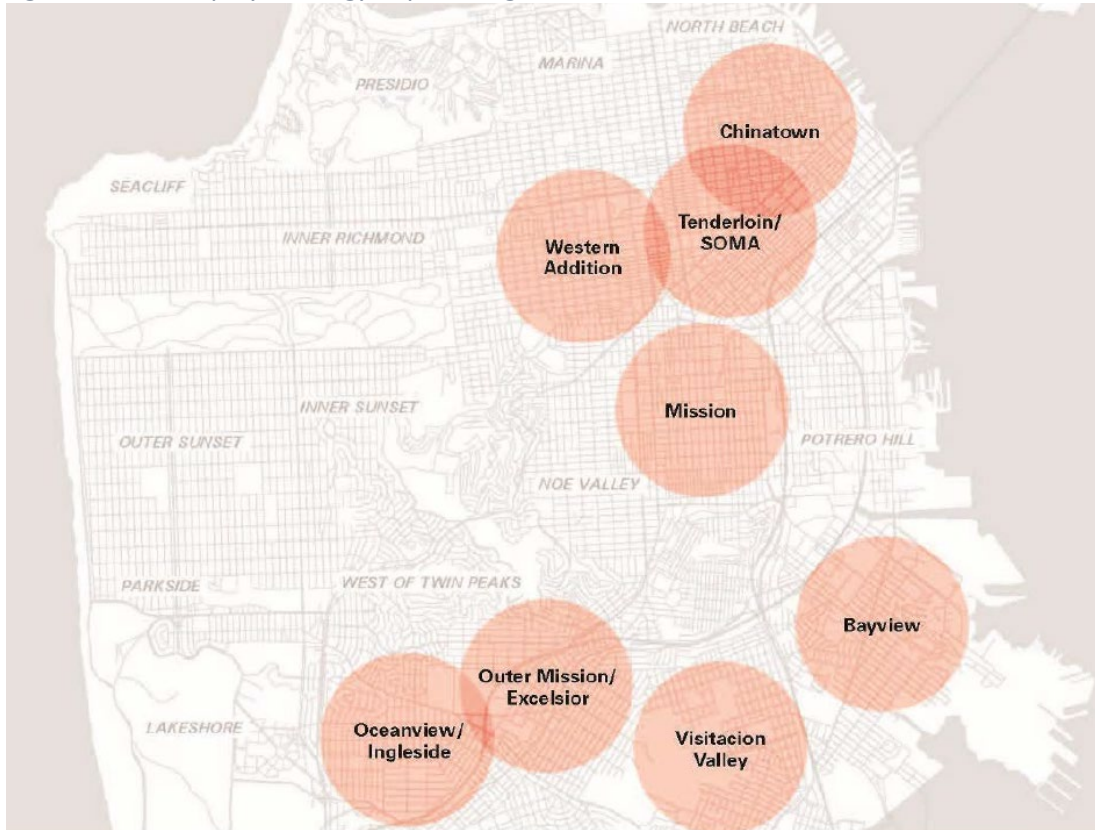 NORTH BEACH
MARINA
PRESIDIO
Chinatown
SEACLIFF
Tenderloin/
SOMA
INNER RICHMOND
Western
Addition
INNER SUNSET
Mission
OUTER SUNSET
POTRERO HILL
NOE VALLEY
PARKSIDE
WEST OF TWIN PEAKS
Bayview
Outer Mission/
Excelsior
LAKESHORE
Oceanview/
Ingleside
Visitacion
Valley